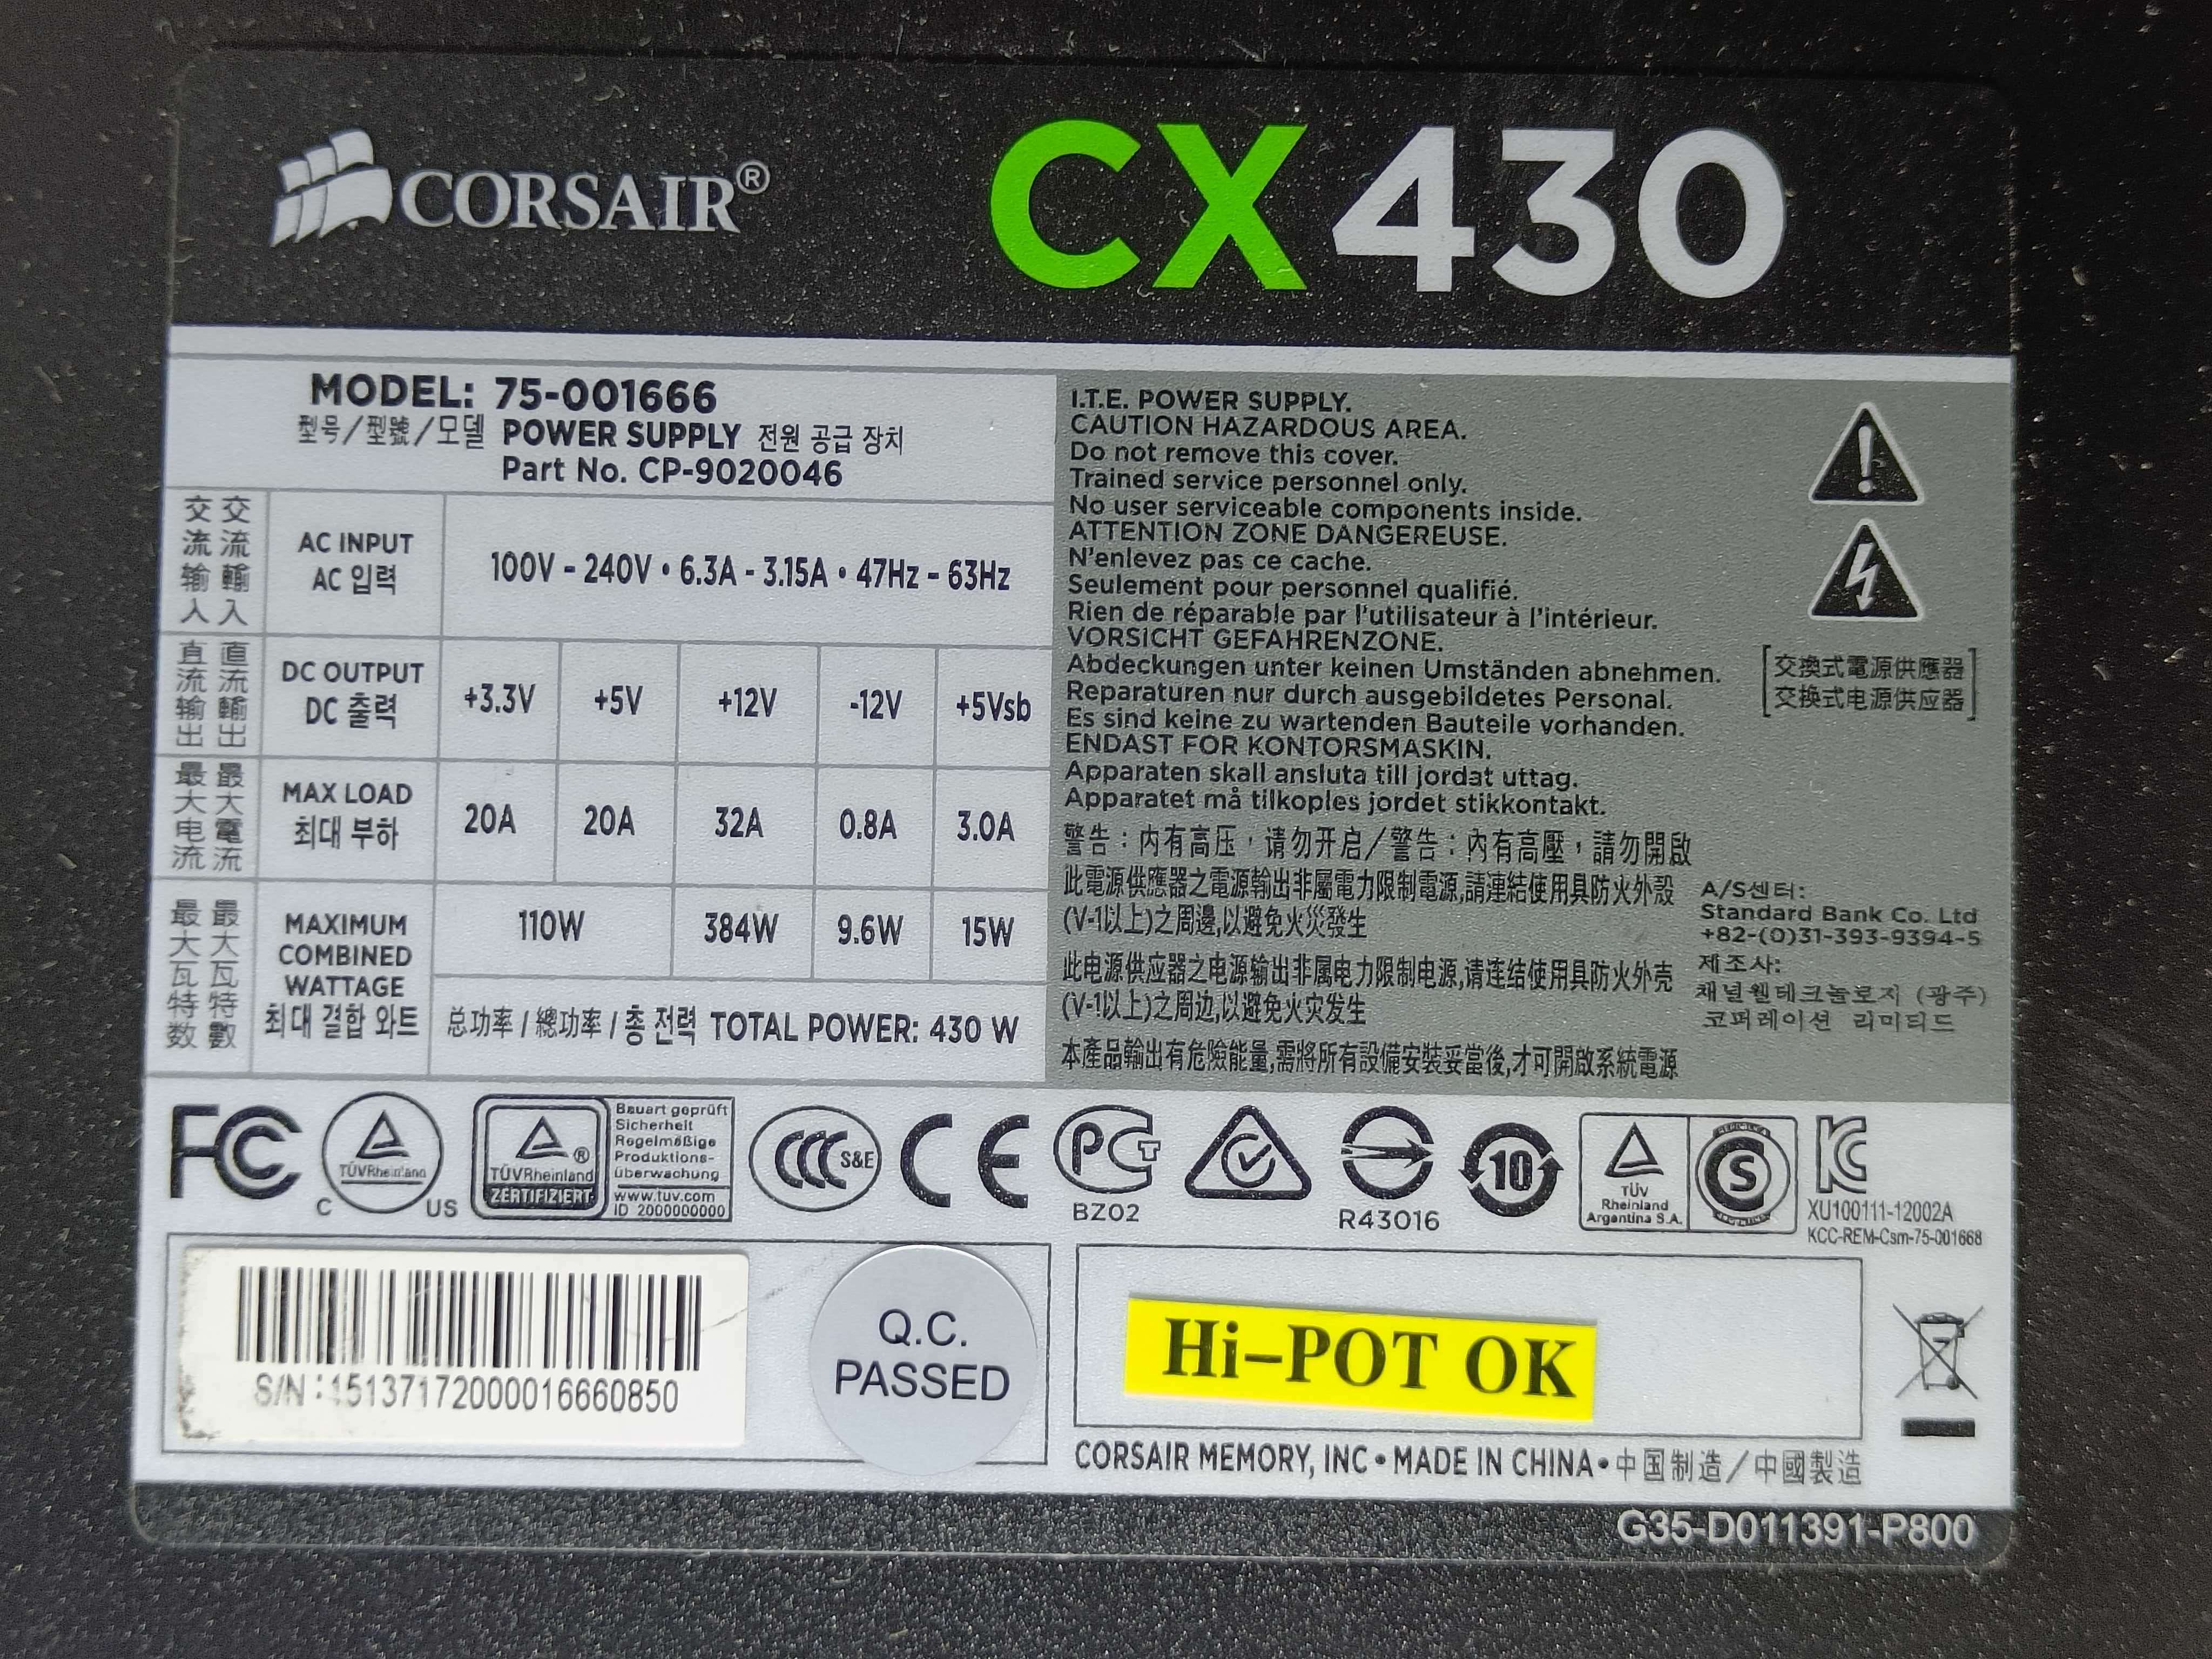 CORSAIR®
CX430
MODEL: 75-001666
型号/型號/모델 POWER SUPPLY 전원 공급 장치
Part No. CP-9020046
交流输入 交流輸入
AC INPUT
AC 입력
100V - 240V • 6.3A - 3.15A • 47Hz - 63Hz
直流输出 直流輸出
DC OUTPUT
DC 출력
+3.3V +5V +12V -12V +5Vsb
最大电流 最大電流
MAX LOAD
최대 부하
20A 20A 32A 0.8A 3.0A
最大瓦特数 最大瓦特數
MAXIMUM
COMBINED
WATTAGE
최대 결합 와트
110W 384W 9.6W 15W
总功率 / 總功率 / 총 전력 TOTAL POWER: 430 W
I.T.E. POWER SUPPLY.
CAUTION HAZARDOUS AREA.
Do not remove this cover.
Trained service personnel only.
No user serviceable components inside.
ATTENTION ZONE DANGEREUSE.
N'enlevez pas ce cache.
Seulement pour personnel qualifié.
Rien de réparable par l'utilisateur à l'intérieur.
VORSICHT GEFAHRENZONE.
Abdeckungen unter keinen Umständen abnehmen.
Reparaturen nur durch ausgebildetes Personal.
Es sind keine zu wartenden Bauteile vorhanden.
ENDAST FOR KONTORSMASKIN.
Apparaten skall ansluta till jordat uttag.
Apparatet må tilkoples jordet stikkontakt.
警告：内有高压，请勿开启/警告：內有高壓，請勿開啟
此電源供應器之電源輸出非屬電力限制電源,請連結使用具防火外殼
(V-1以上)之周邊,以避免火災發生
此电源供应器之电源输出非属电力限制电源,请连结使用具防火外壳
(V-1以上)之周边,以避免火灾发生
本產品輸出有危險能量,需將所有設備安裝妥當後,才可開啟系統電源
交換式電源供應器
交换式电源供应器
A/S센터:
Standard Bank Co. Ltd
+82-(0)31-393-9394-5
제조사:
채널웰테크놀로지 (광주)
코퍼레이션 리미티드
FC
TÜVRheinland
C US
TÜVRheinland®
ZERTIFIZIERT
Bauart geprüft
Sicherheit
Regelmäßige
Produktions-
überwachung
www.tuv.com
ID 2000000000
CCC S&E
CE
PCT
BZ02
R43016
10
TÜV
Rheinland
Argentina S.A.
S
KC
XU100111-12002A
KCC-REM-Csm-75-001668
S/N：15137172000016660850
Q.C.
PASSED
Hi-POT OK
CORSAIR MEMORY, INC • MADE IN CHINA • 中国制造/中國製造
G35-D011391-P800